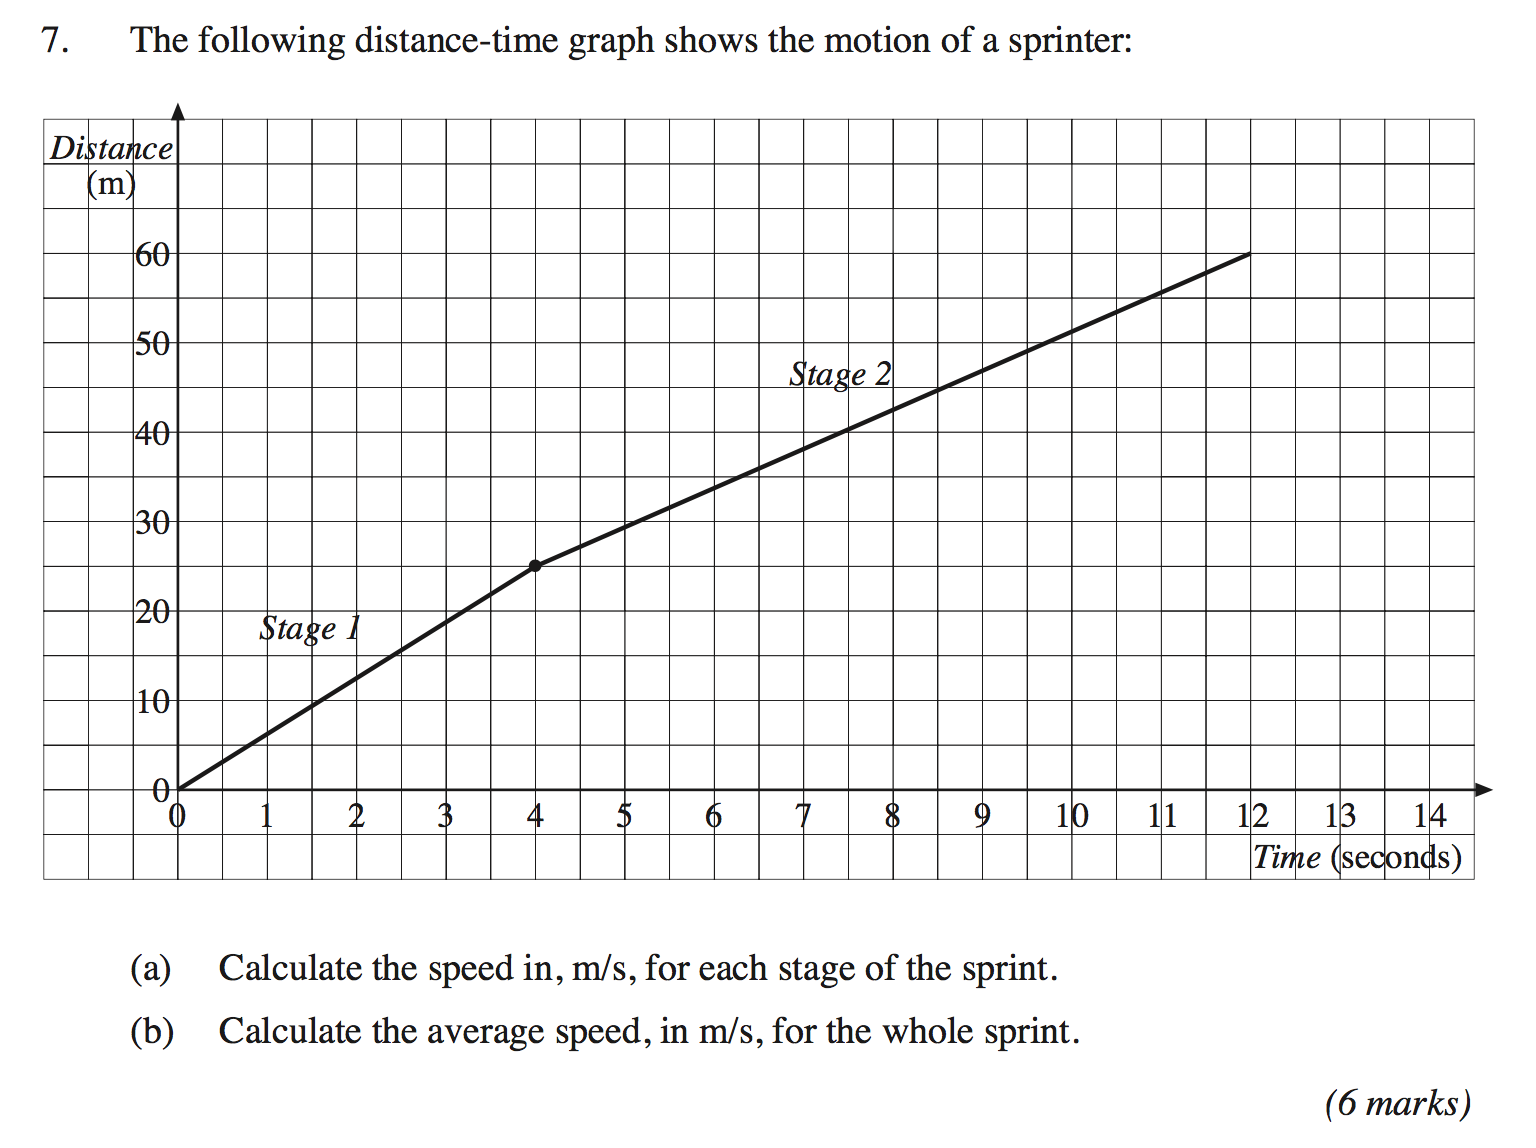 7. The following distance-time graph shows the motion of a sprinter:
Distance
(m)
60
50
Stage 2
40
30
20
Stage 1
10
0
0 1 2 3 4 5 6 7 8 9 10 11 12 13 14
Time (seconds)
(a) Calculate the speed in, m/s, for each stage of the sprint.
(b) Calculate the average speed, in m/s, for the whole sprint.
(6 marks)